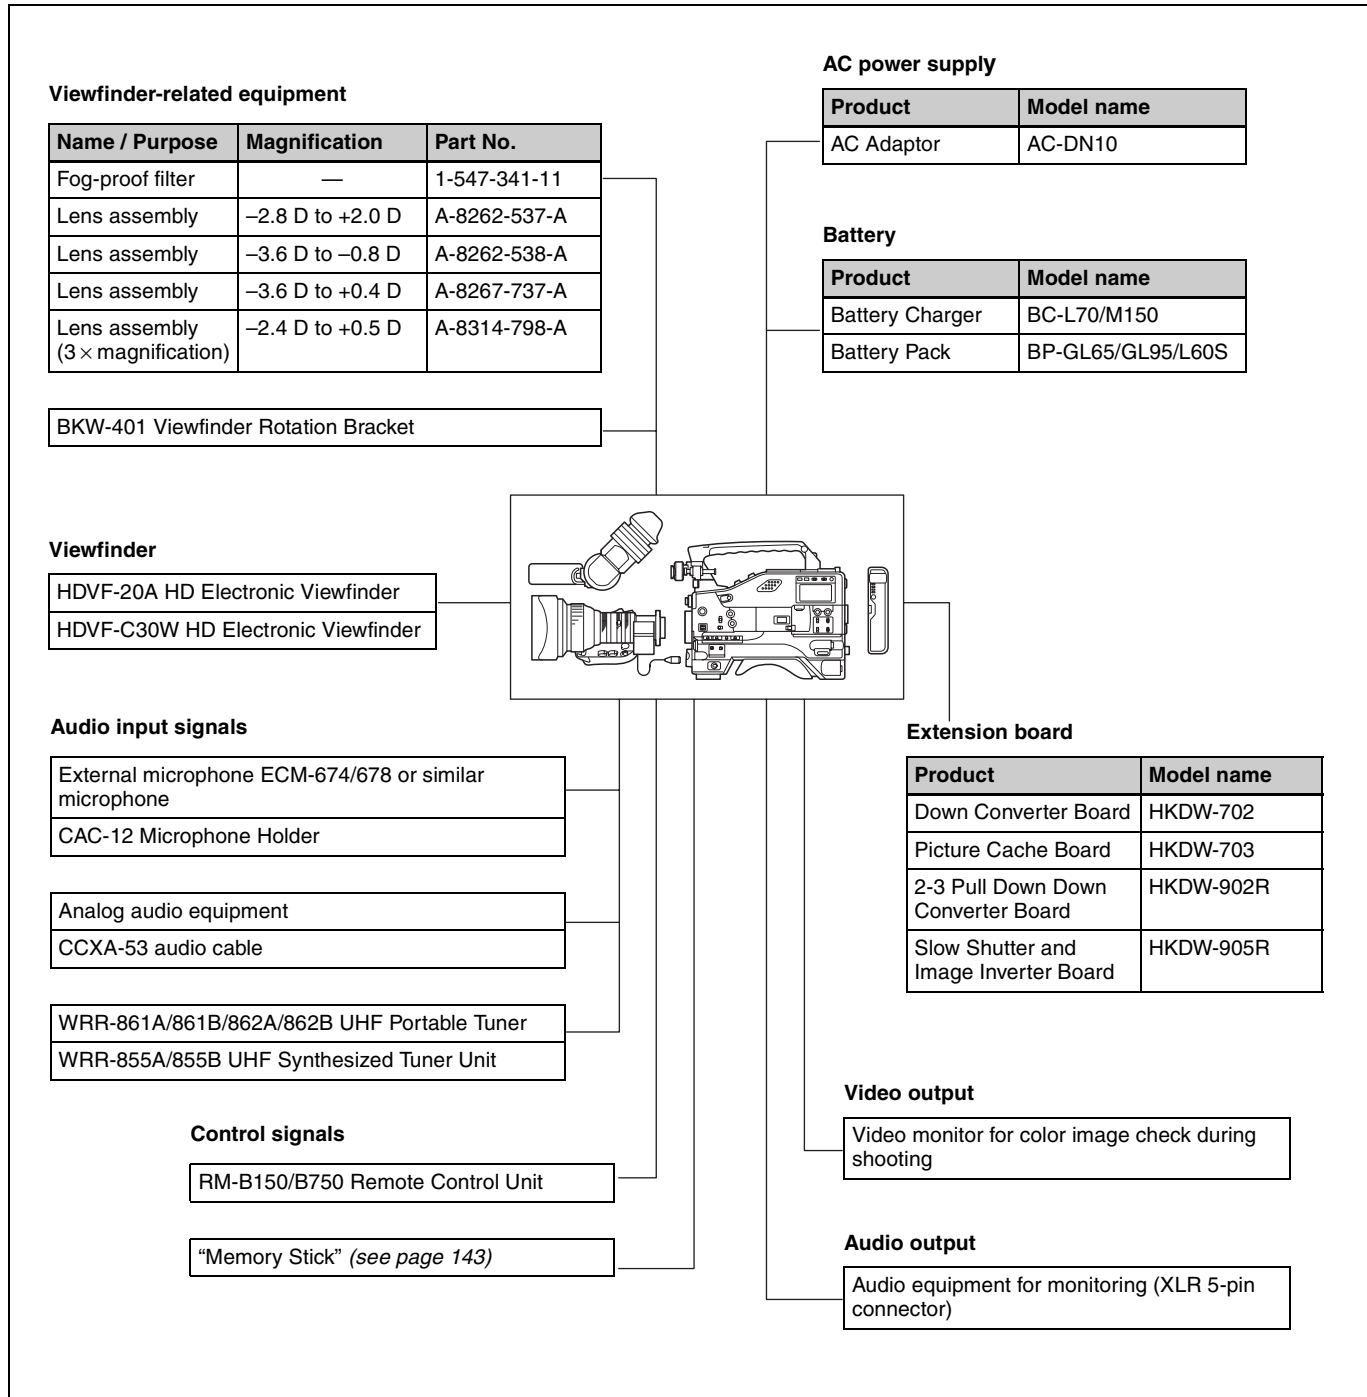 Viewfinder-related equipment
Name / Purpose Magnification Part No.
Fog-proof filter — 1-547-341-11
Lens assembly –2.8 D to +2.0 D A-8262-537-A
Lens assembly –3.6 D to –0.8 D A-8262-538-A
Lens assembly –3.6 D to +0.4 D A-8267-737-A
Lens assembly –2.4 D to +0.5 D A-8314-798-A
(3 × magnification)
BKW-401 Viewfinder Rotation Bracket
AC power supply
Product Model name
AC Adaptor AC-DN10
Battery
Product Model name
Battery Charger BC-L70/M150
Battery Pack BP-GL65/GL95/L60S
Viewfinder
HDVF-20A HD Electronic Viewfinder
HDVF-C30W HD Electronic Viewfinder
Audio input signals
External microphone ECM-674/678 or similar
microphone
CAC-12 Microphone Holder
Analog audio equipment
CCXA-53 audio cable
WRR-861A/861B/862A/862B UHF Portable Tuner
WRR-855A/855B UHF Synthesized Tuner Unit
Extension board
Product Model name
Down Converter Board HKDW-702
Picture Cache Board HKDW-703
2-3 Pull Down Down HKDW-902R
Converter Board
Slow Shutter and HKDW-905R
Image Inverter Board
Control signals
RM-B150/B750 Remote Control Unit
“Memory Stick” (see page 143)
Video output
Video monitor for color image check during
shooting
Audio output
Audio equipment for monitoring (XLR 5-pin
connector)